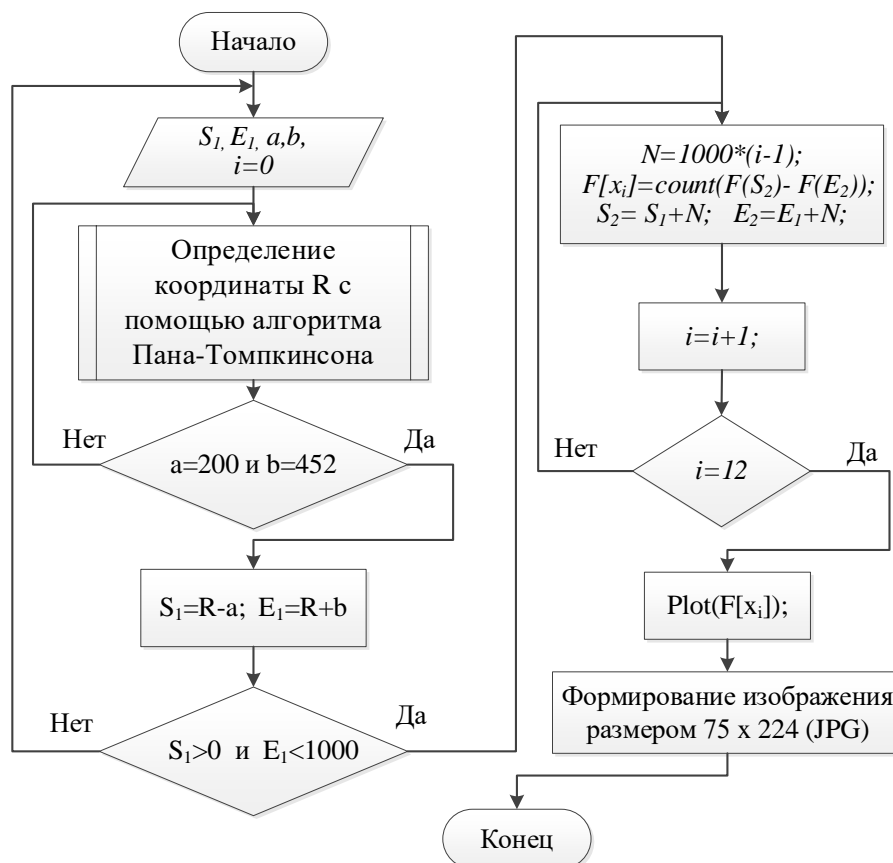 Начало
S₁, E₁, a,b,
i=0
Определение
координаты R с
помощью алгоритма
Пана-Томпкинсона
Нет
Да
a=200 и b=452
S₁=R-a; E₁=R+b
Нет
Да
S₁>0 и E₁<1000
N=1000*(i-1);
F[xᵢ]=count(F(S₂)- F(E₂));
S₂= S₁+N; E₂=E₁+N;
i=i+1;
Нет
Да
i=12
Plot(F[xᵢ]);
Формирование изображения
размером 75 x 224 (JPG)
Конец